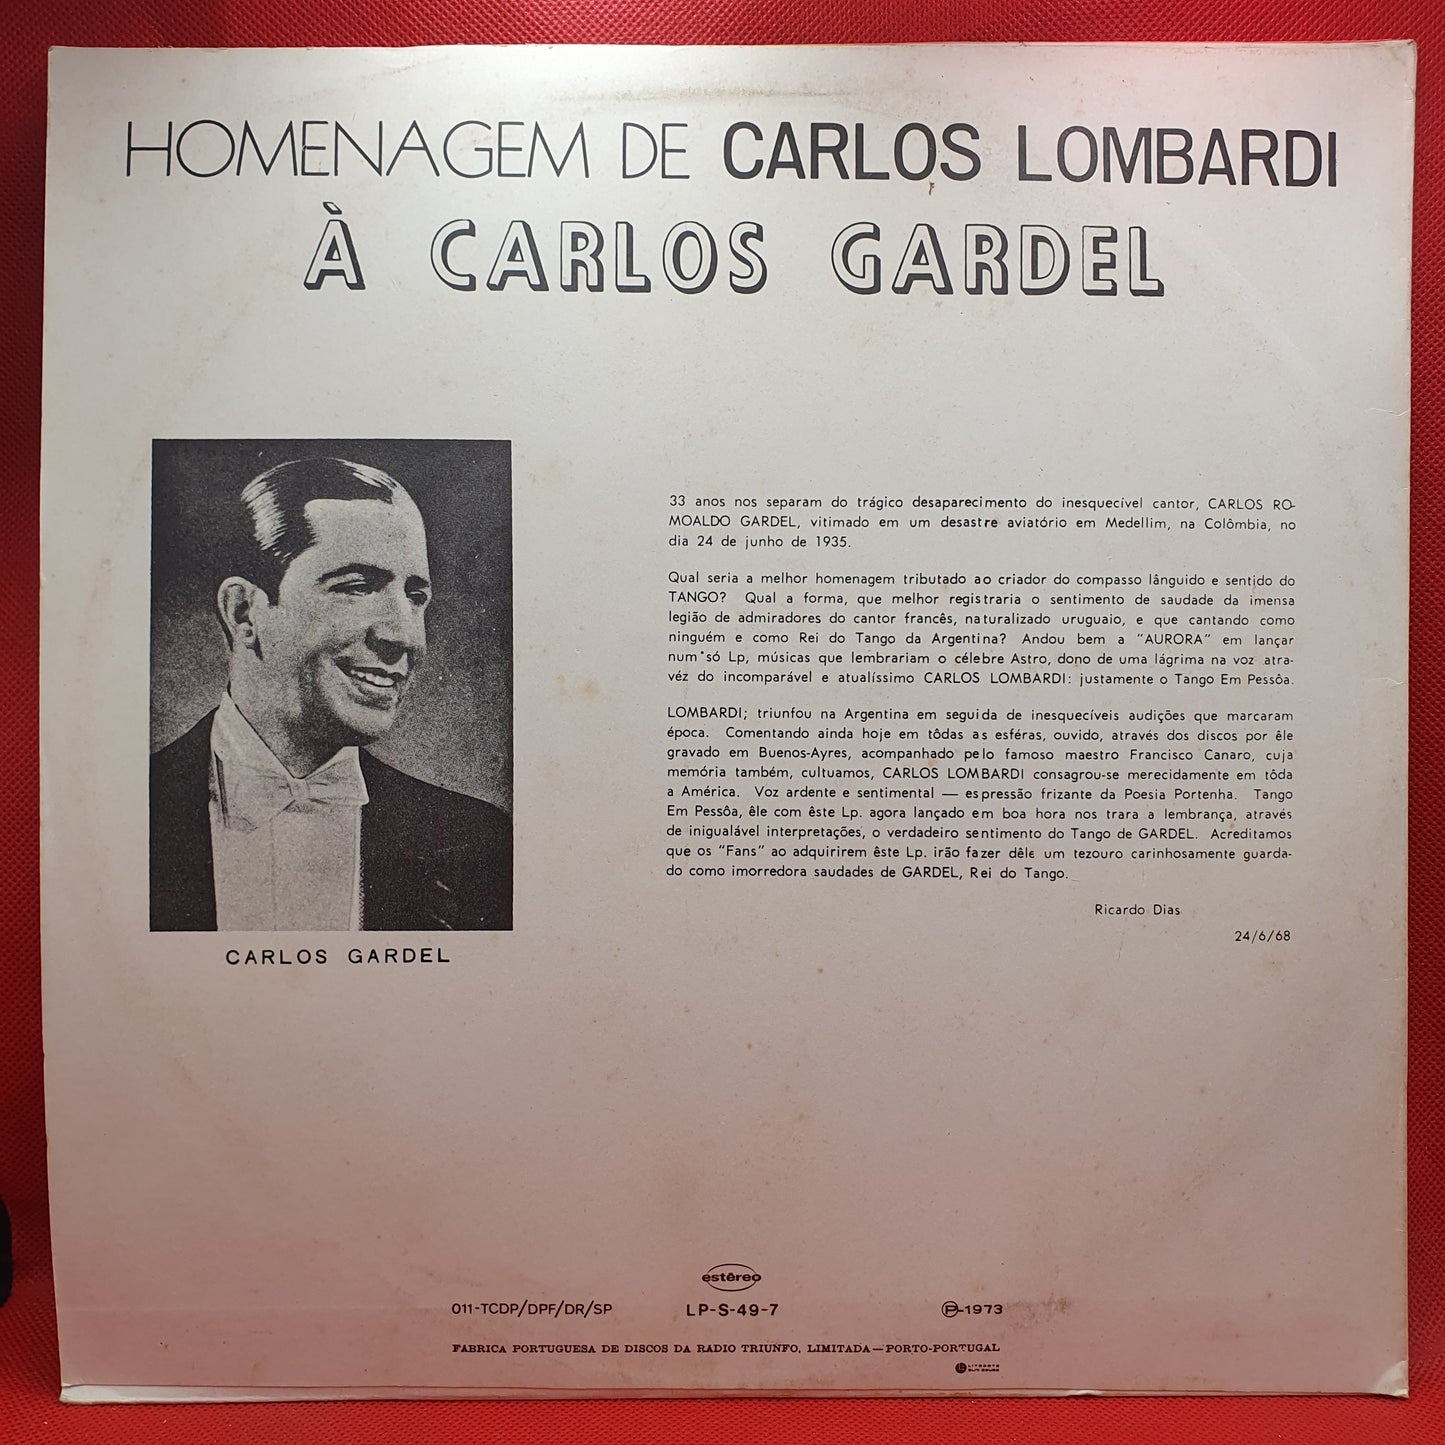 HOMENAGEM DE CARLOS LOMBARDI
À CARLOS GARDEL
33 anos nos separam do trágico desaparecimento do inesquecível cantor, CARLOS RO-
MOALDO GARDEL, vitimado em um desastre aviatório em Medellim, na Colômbia, no
dia 24 de junho de 1935.
Qual seria a melhor homenagem tributado ao criador do compasso lânguido e sentido do
TANGO? Qual a forma, que melhor registraria o sentimento de saudade da imensa
legião de admiradores do cantor francês, naturalizado uruguaio, e que cantando como
ninguém e como Rei do Tango da Argentina? Andou bem a "AURORA" em lançar
num só Lp, músicas que lembrariam o célebre Astro, dono de uma lágrima na voz atra-
véz do incomparável e atualíssimo CARLOS LOMBARDI: justamente o Tango Em Pessôa.
LOMBARDI; triunfou na Argentina em seguida de inesquecíveis audições que marcaram
época. Comentando ainda hoje em tôdas as esféras, ouvido, através dos discos por êle
gravado em Buenos-Ayres, acompanhado pelo famoso maestro Francisco Canaro, cuja
memória também, cultuamos, CARLOS LOMBARDI consagrou-se merecidamente em tôda
a América. Voz ardente e sentimental — espressão frizante da Poesia Portenha. Tango
Em Pessôa, êle com êste Lp. agora lançado em boa hora nos trara a lembrança, através
de inigualável interpretações, o verdadeiro sentimento do Tango de GARDEL. Acreditamos
que os "Fans" ao adquirirem êste Lp. irão fazer dêle um tezouro carinhosamente guarda-
do como imorredora saudades de GARDEL, Rei do Tango.
Ricardo Dias
24/6/68
CARLOS GARDEL
estéreo
011-TCDP/DPF/DR/SP LP-S-49-7 ℗-1973
FABRICA PORTUGUESA DE DISCOS DA RADIO TRIUNFO, LIMITADA—PORTO-PORTUGAL